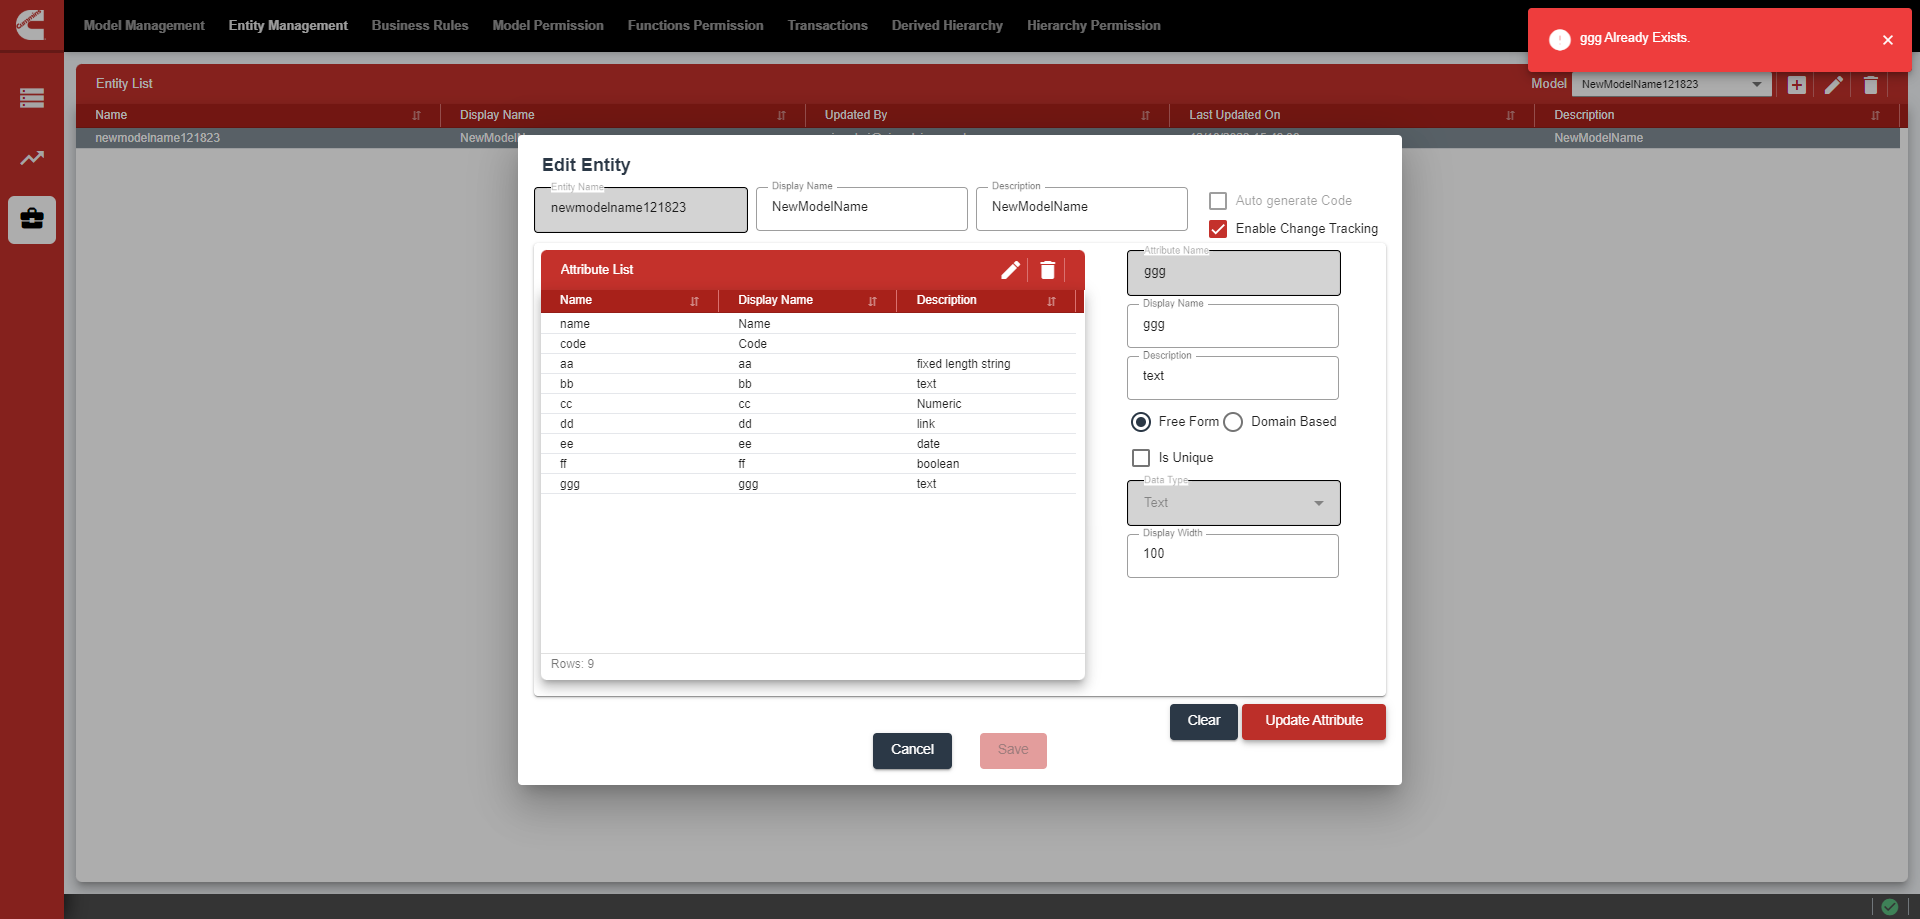 Model Management Entity Management Business Rules Model Permission Functions Permission Transactions Derived Hierarchy Hierarchy Permission
ggg Already Exists.
Entity List
Model NewModelName121823
Name Display Name Updated By Last Updated On Description
newmodelname121823 NewModelName
Edit Entity
Entity Name
newmodelname121823
Display Name
NewModelName
Description
NewModelName
Auto generate Code
Enable Change Tracking
Attribute List
Name Display Name Description
name Name
code Code
aa aa fixed length string
bb bb text
cc cc Numeric
dd dd link
ee ee date
ff ff boolean
ggg ggg text
Rows: 9
Attribute Name
ggg
Display Name
ggg
Description
text
Free Form Domain Based
Is Unique
Data Type
Text
Display Width
100
Clear Update Attribute
Cancel Save